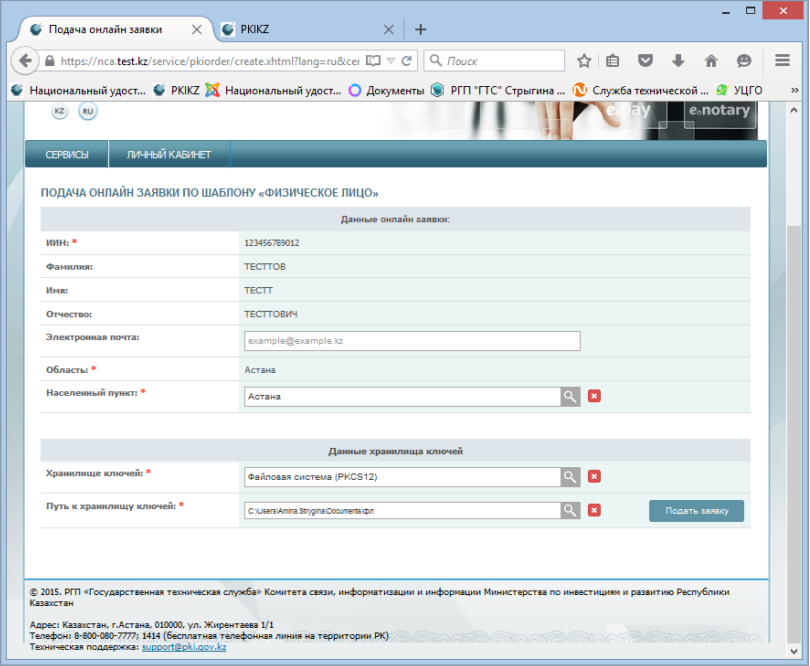 Подача онлайн заявки
PKIKZ
https://nca.test.kz/service/pkiorder/create.xhtml?lang=ru&cer
Поиск
Национальный удост... PKIKZ Национальный удост... Документы РГП "ГТС" Стрыгина ... Служба технической ... УЦГО
KZ RU
e.pay
e.notary
СЕРВИСЫ ЛИЧНЫЙ КАБИНЕТ
ПОДАЧА ОНЛАЙН ЗАЯВКИ ПО ШАБЛОНУ «ФИЗИЧЕСКОЕ ЛИЦО»
Данные онлайн заявки:
ИИН: * 123456789012
Фамилия: ТЕСТТОВ
Имя: ТЕСТТ
Отчество: ТЕСТТОВИЧ
Электронная почта: example@example.kz
Область: * Астана
Населенный пункт: * Астана
Данные хранилища ключей
Хранилище ключей: * Файловая система (PKCS12)
Путь к хранилищу ключей: * C:\Users\Amina.Strygina\Documents\фл
Подать заявку
© 2015. РГП «Государственная техническая служба» Комитета связи, информатизации и информации Министерства по инвестициям и развитию Республики
Казахстан
Адрес: Казахстан, г.Астана, 010000, ул. Жирентаева 1/1
Телефон: 8-800-080-7777; 1414 (бесплатная телефонная линия на территории РК)
Техническая поддержка: support@pki.gov.kz